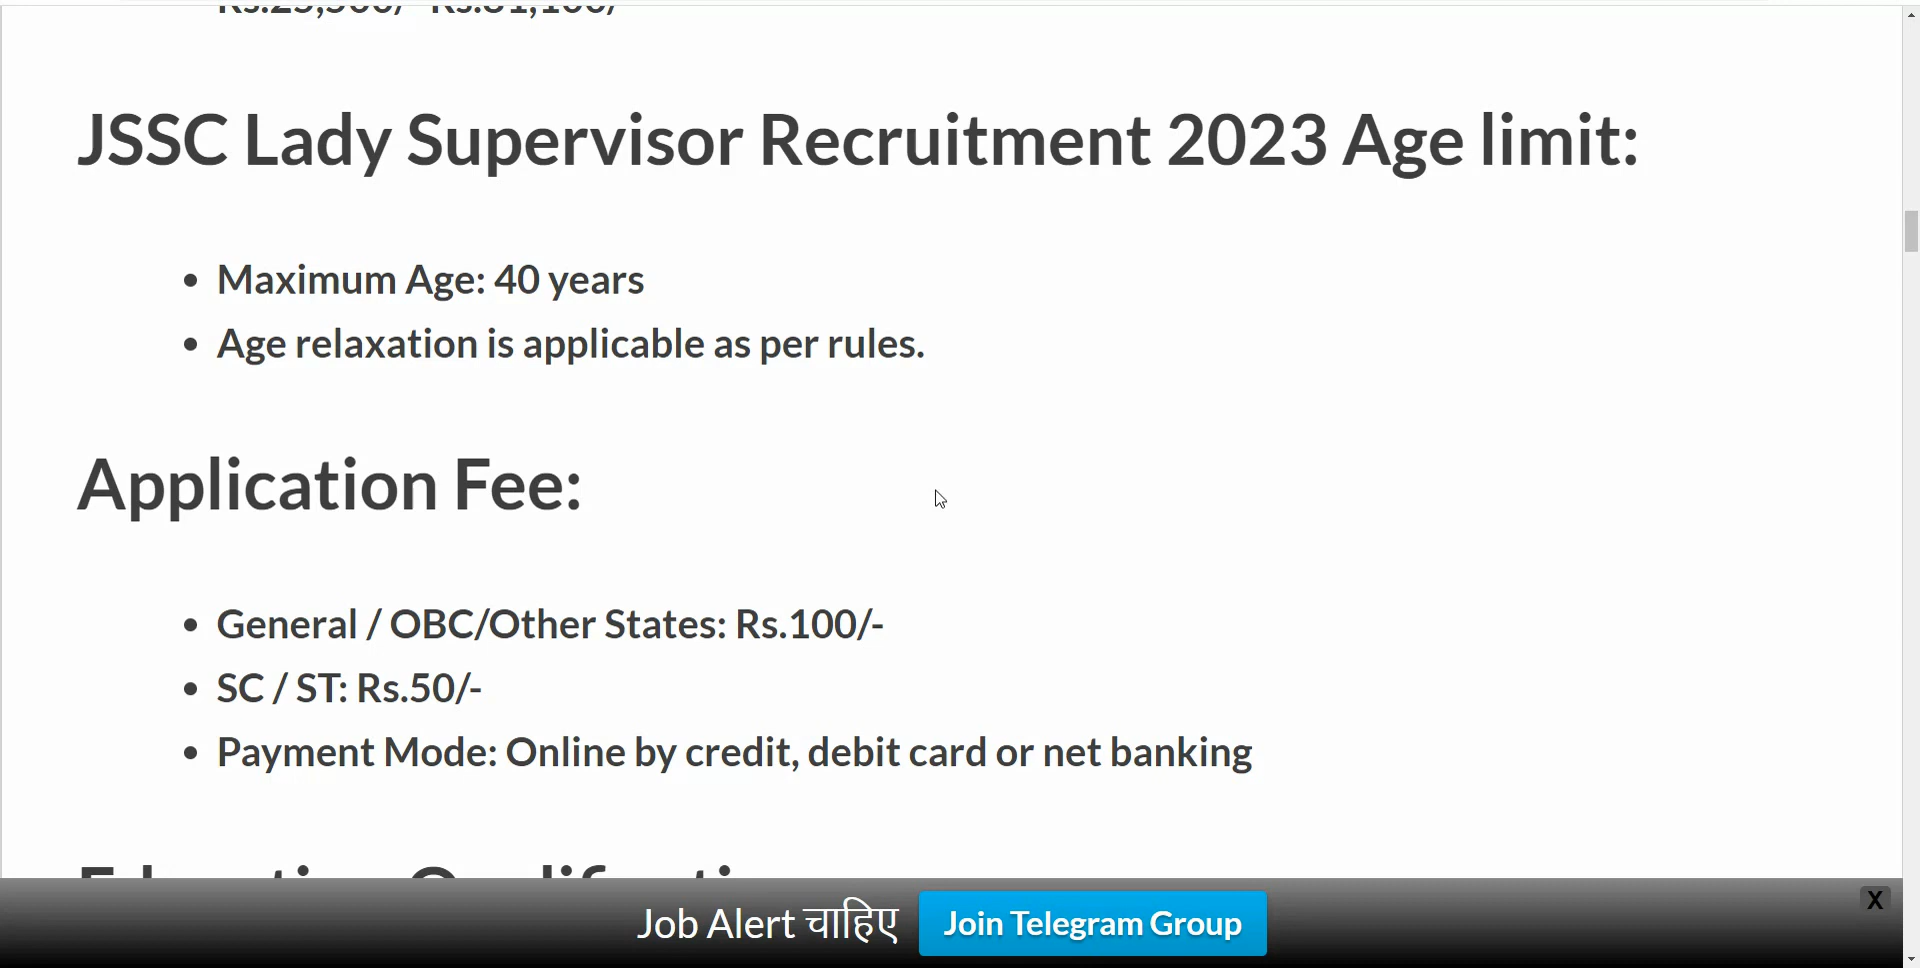 JSSC Lady Supervisor Recruitment 2023 Age limit:
• Maximum Age: 40 years
• Age relaxation is applicable as per rules.
Application Fee:
• General / OBC/Other States: Rs.100/-
• SC / ST: Rs.50/-
• Payment Mode: Online by credit, debit card or net banking
Job Alert चाहिए Join Telegram Group
X